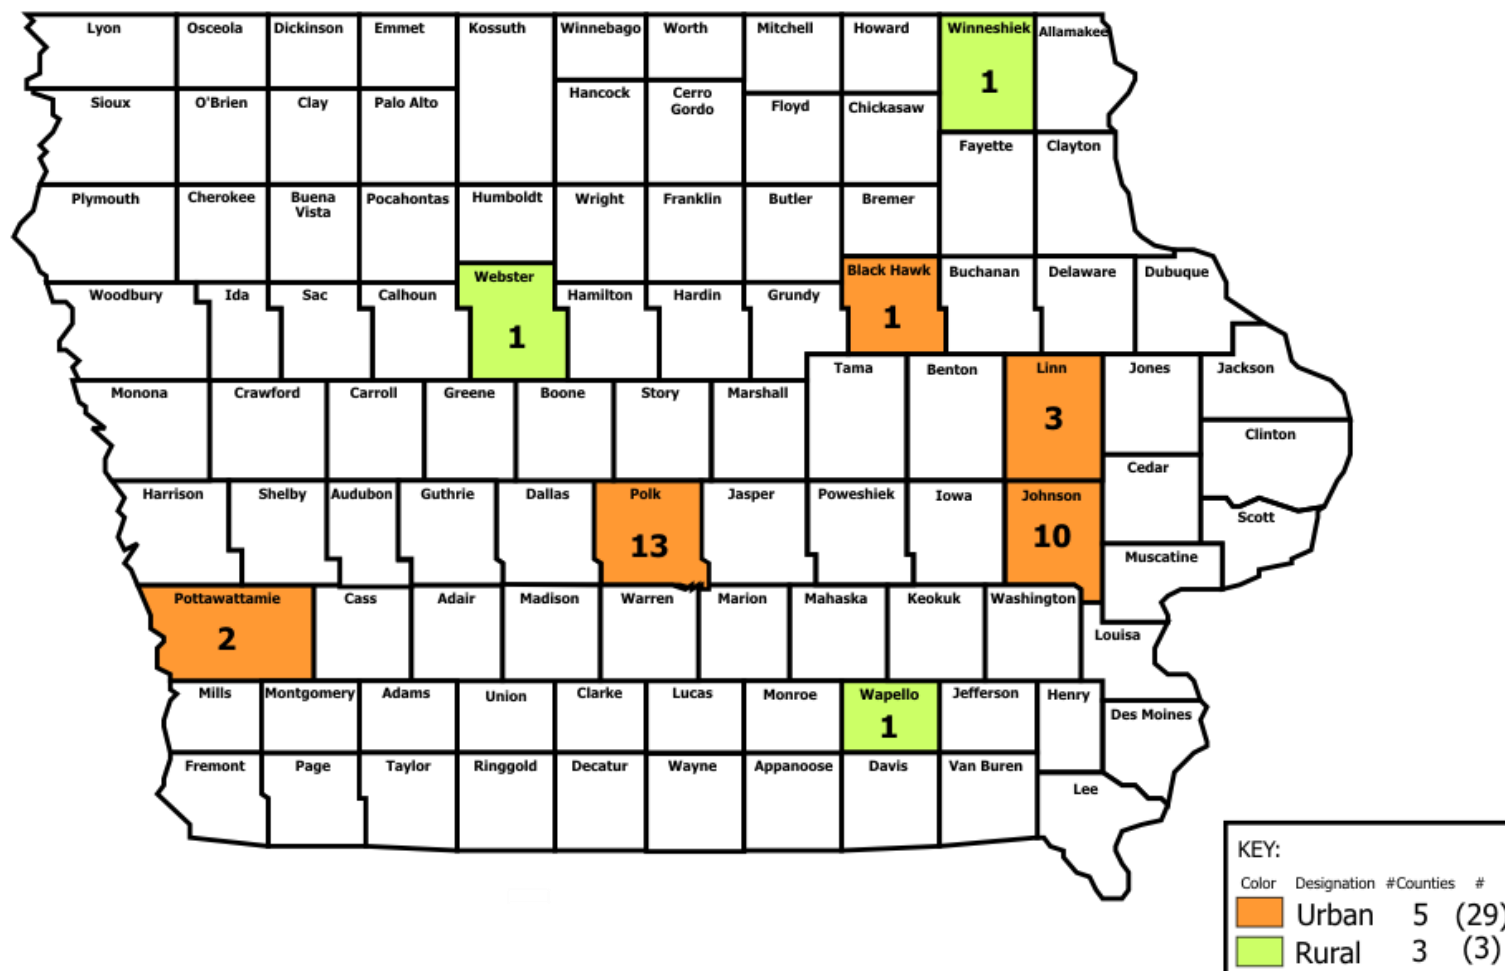 Lyon Osceola Dickinson Emmet Kossuth Winnebago Worth Mitchell Howard Winneshiek Allamakee
1
Sioux O'Brien Clay Palo Alto Hancock Cerro Gordo Floyd Chickasaw
Fayette Clayton
Plymouth Cherokee Buena Vista Pocahontas Humboldt Wright Franklin Butler Bremer
Webster Black Hawk Buchanan Delaware Dubuque
Woodbury Ida Sac Calhoun Hamilton Hardin Grundy
1 1
Tama Benton Linn Jones Jackson
Monona Crawford Carroll Greene Boone Story Marshall
3
Clinton
Cedar
Harrison Shelby Audubon Guthrie Dallas Polk Jasper Poweshiek Iowa Johnson
Scott
13 10
Muscatine
Pottawattamie Cass Adair Madison Warren Marion Mahaska Keokuk Washington
2
Louisa
Mills Montgomery Adams Union Clarke Lucas Monroe Wapello Jefferson Henry
1
Des Moines
Fremont Page Taylor Ringgold Decatur Wayne Appanoose Davis Van Buren
Lee
KEY:
Color Designation #Counties #
Urban 5 (29)
Rural 3 (3)